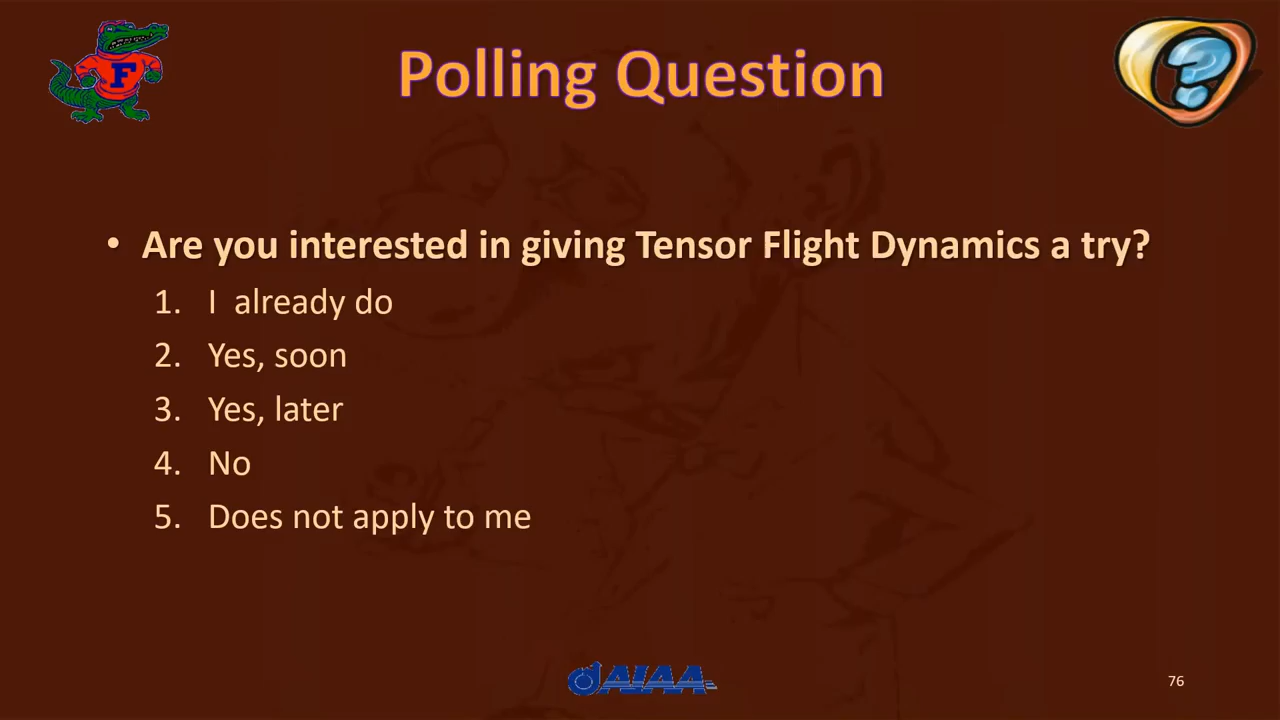 Polling Question
F
?
• Are you interested in giving Tensor Flight Dynamics a try?
1. I already do
2. Yes, soon
3. Yes, later
4. No
5. Does not apply to me
AIAA
76